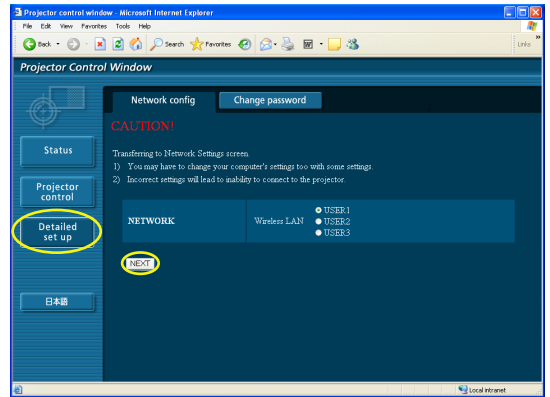 Projector control window - Microsoft Internet Explorer
File Edit View Favorites Tools Help
Back Search Favorites Links
Projector Control Window
Network config Change password
CAUTION!
Status
Transferring to Network Settings screen.
1) You may have to change your computer's settings too with some settings.
2) Incorrect settings will lead to inability to connect to the projector.
Projector
control
NETWORK Wireless LAN USER1
USER2
USER3
Detailed
set up
NEXT
日本語
Local intranet